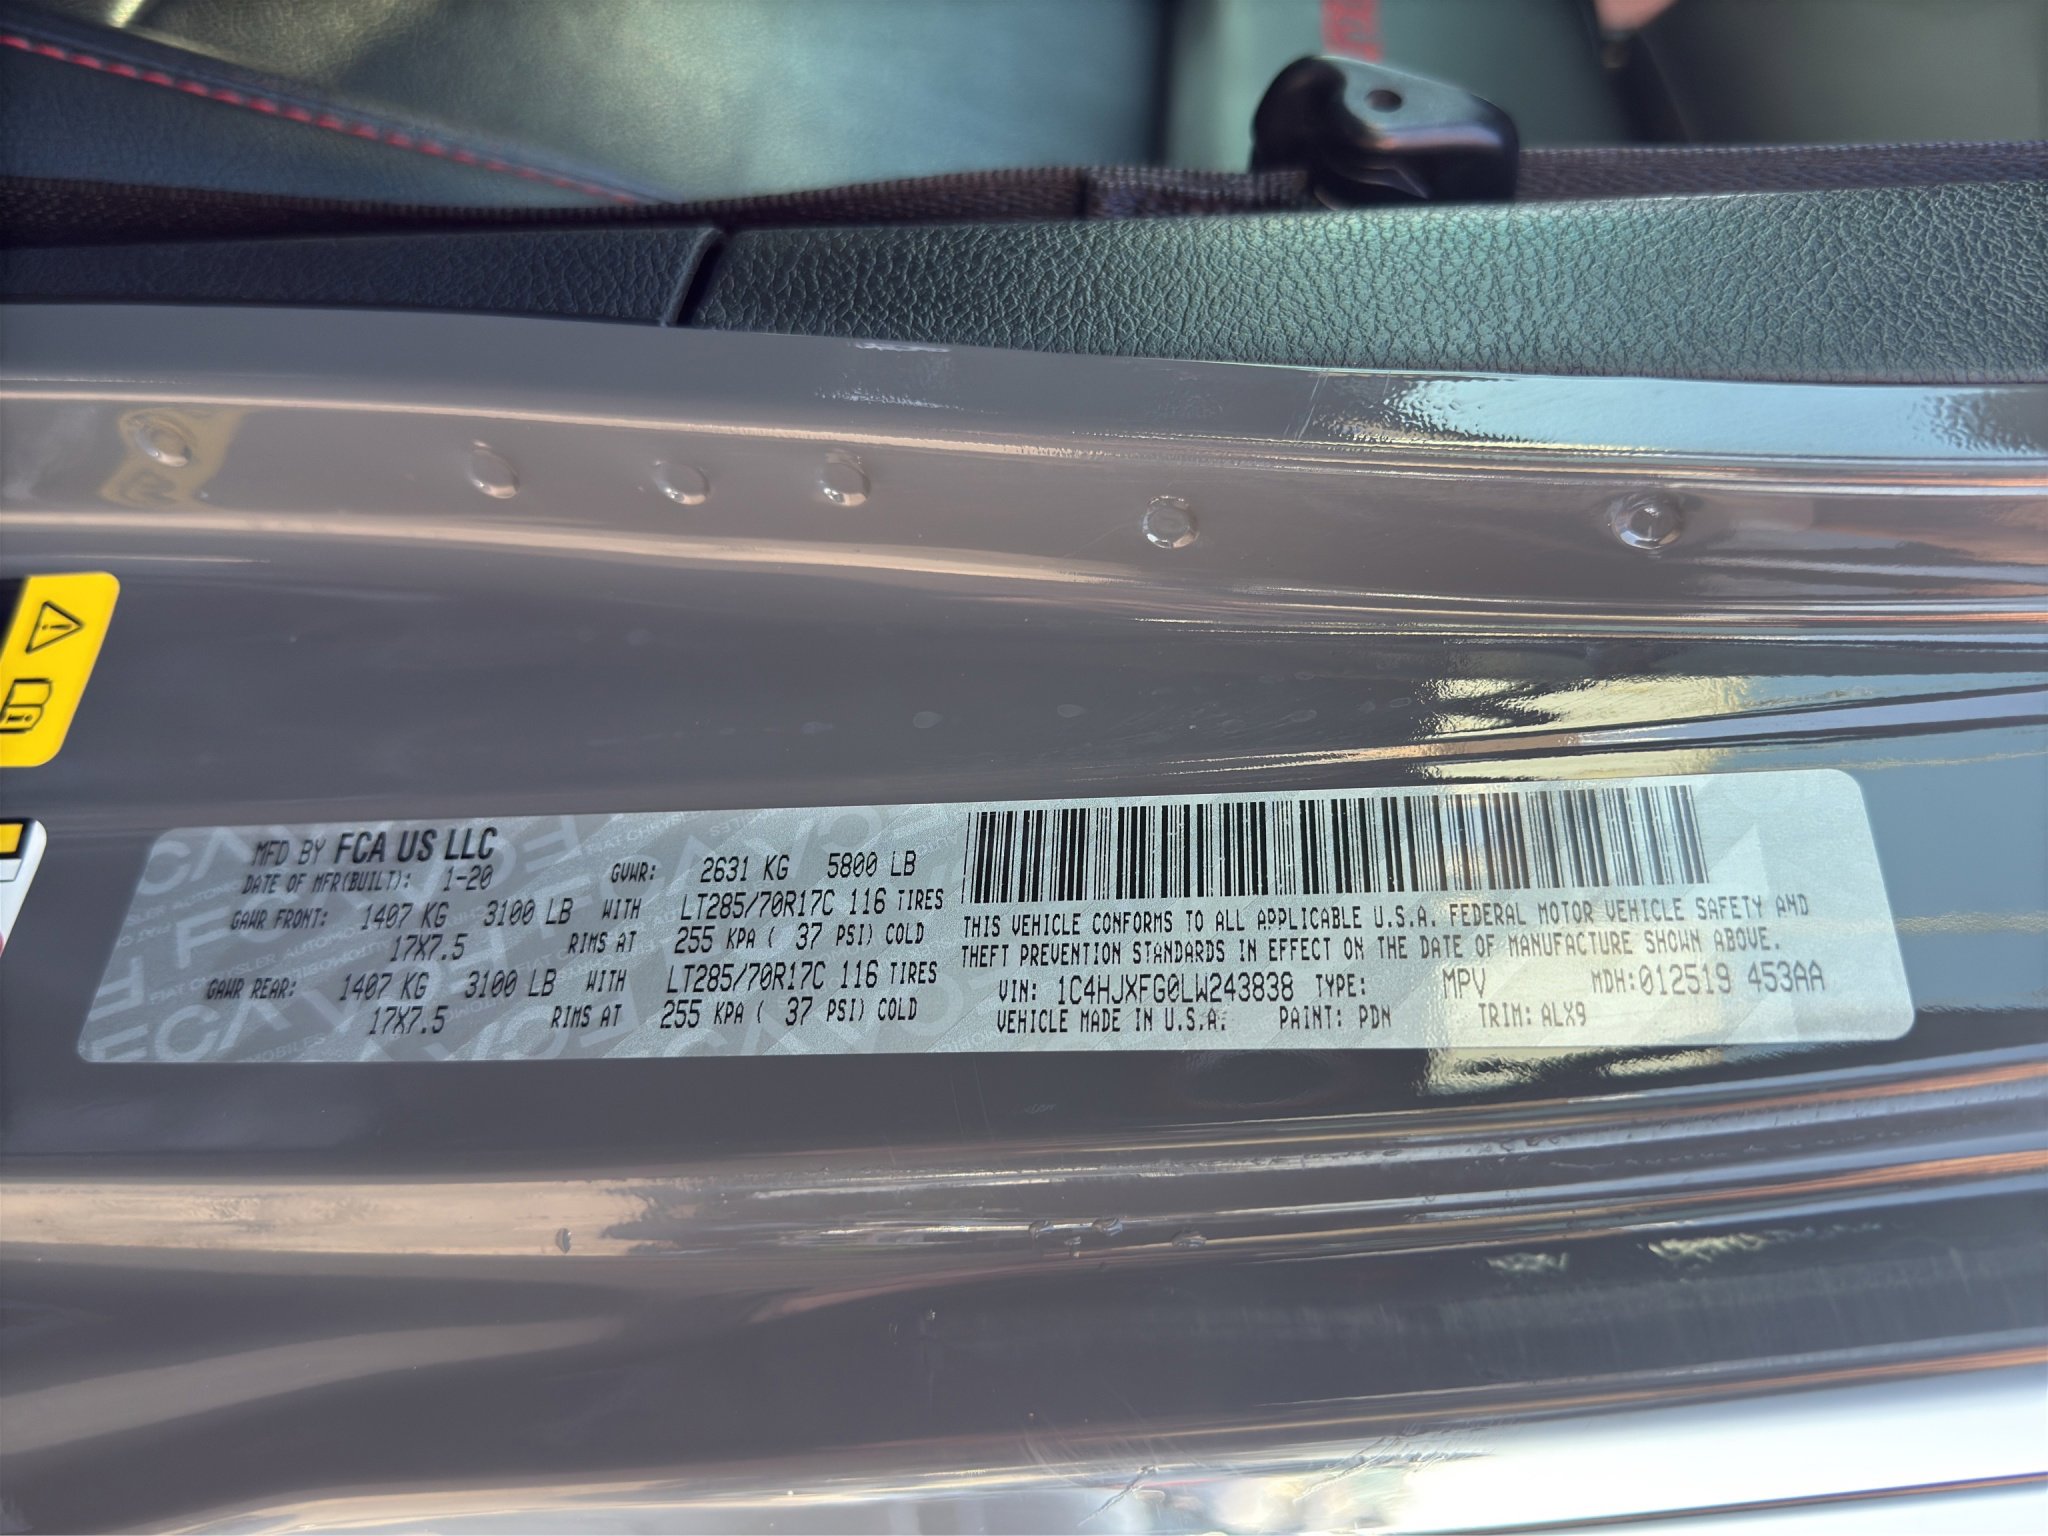 MFD BY FCA US LLC
DATE OF MFR(BUILT): 1-20 GVWR: 2631 KG 5800 LB
GAWR FRONT: 1407 KG 3100 LB WITH LT285/70R17C 116 TIRES
17X7.5 RIMS AT 255 KPA ( 37 PSI) COLD
GAWR REAR: 1407 KG 3100 LB WITH LT285/70R17C 116 TIRES
17X7.5 RIMS AT 255 KPA ( 37 PSI) COLD
THIS VEHICLE CONFORMS TO ALL APPLICABLE U.S.A. FEDERAL MOTOR VEHICLE SAFETY AND
THEFT PREVENTION STANDARDS IN EFFECT ON THE DATE OF MANUFACTURE SHOWN ABOVE.
VIN: 1C4HJXFG0LW243838 TYPE: MPV MDH:012519 453AA
VEHICLE MADE IN U.S.A. PAINT: PDN TRIM: ALX9